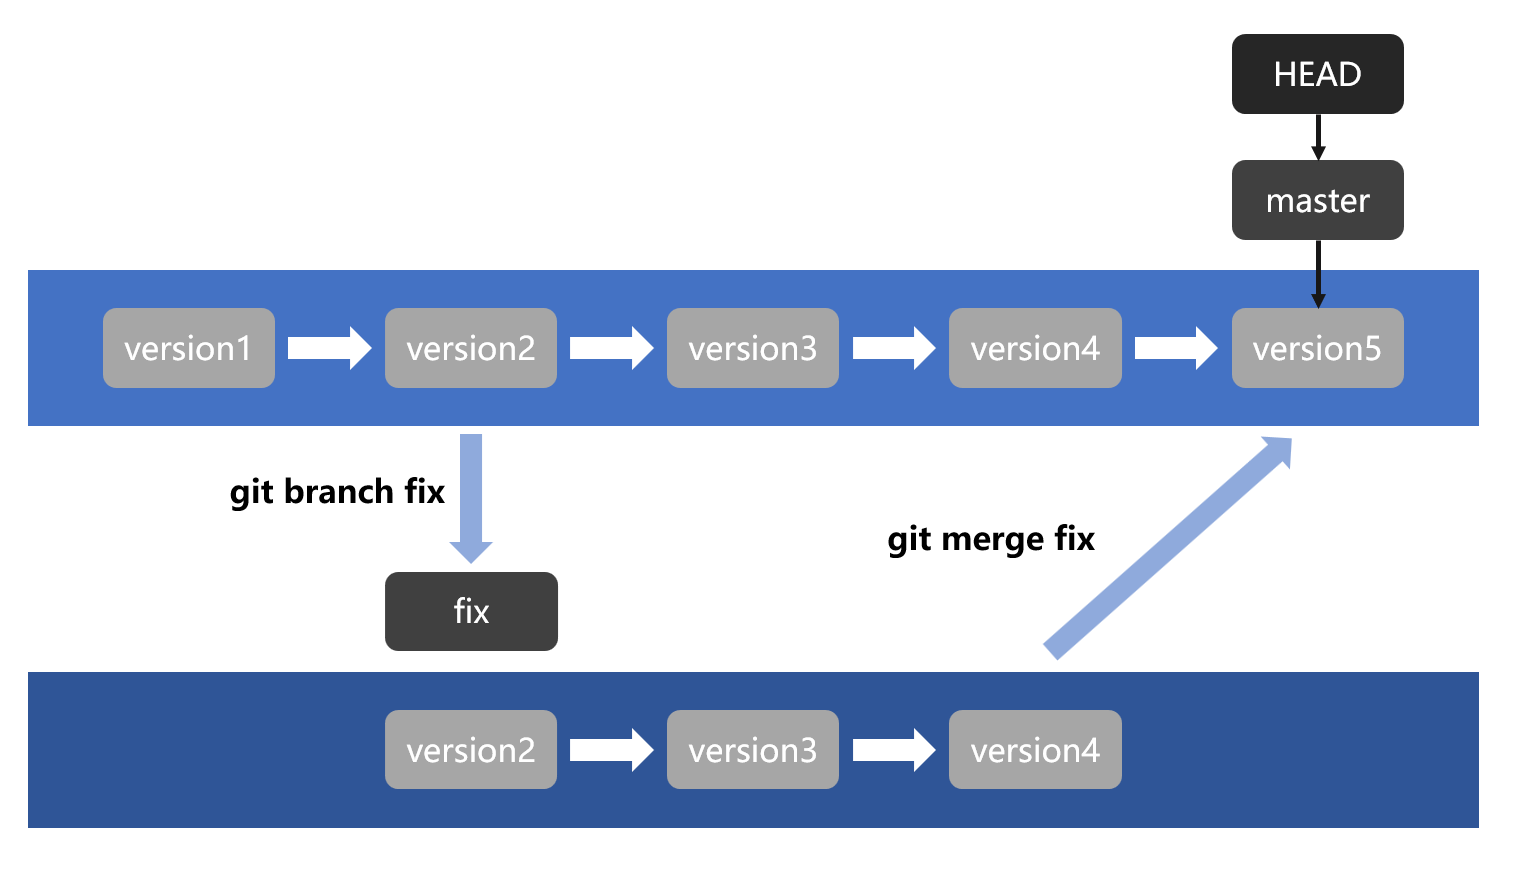 HEAD
master
version1
version2
version3
version4
version5
git branch fix
git merge fix
fix
version2
version3
version4